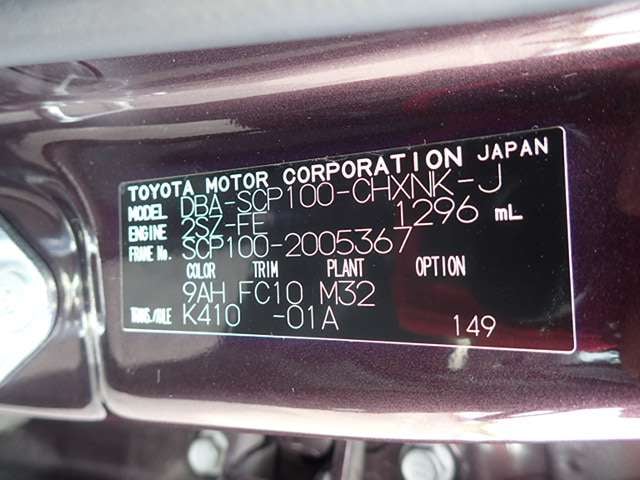 TOYOTA MOTOR CORPORATION JAPAN
MODEL DBA-SCP100-CHXNK-J
ENGINE 2SZ-FE 1296 mL
FRAME No. SCP100-2005367
COLOR TRIM PLANT OPTION
9AH FC10 M32
TRANS./AXLE K410 -01A 149